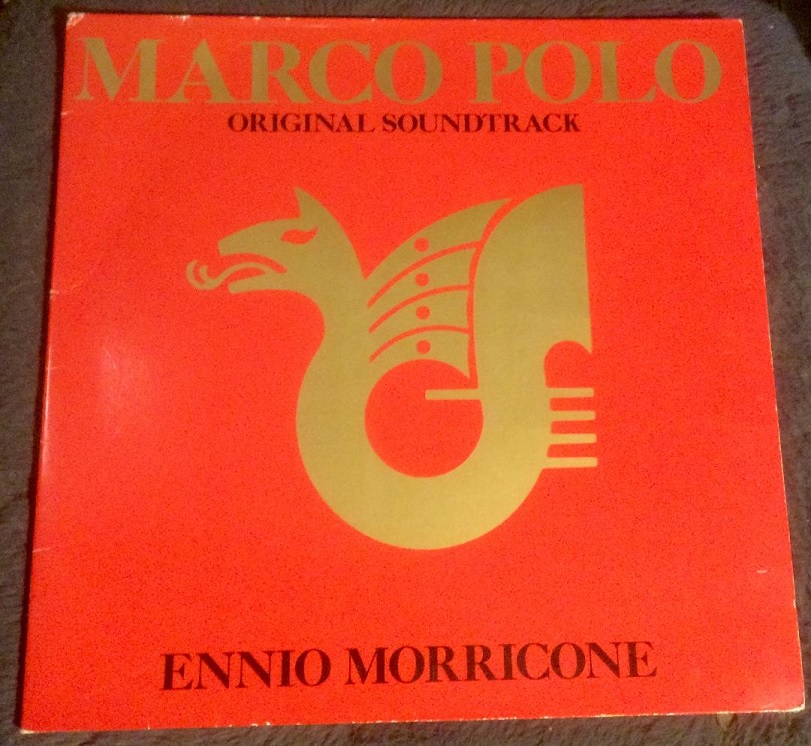 MARCO POLO
ORIGINAL SOUNDTRACK
ENNIO MORRICONE